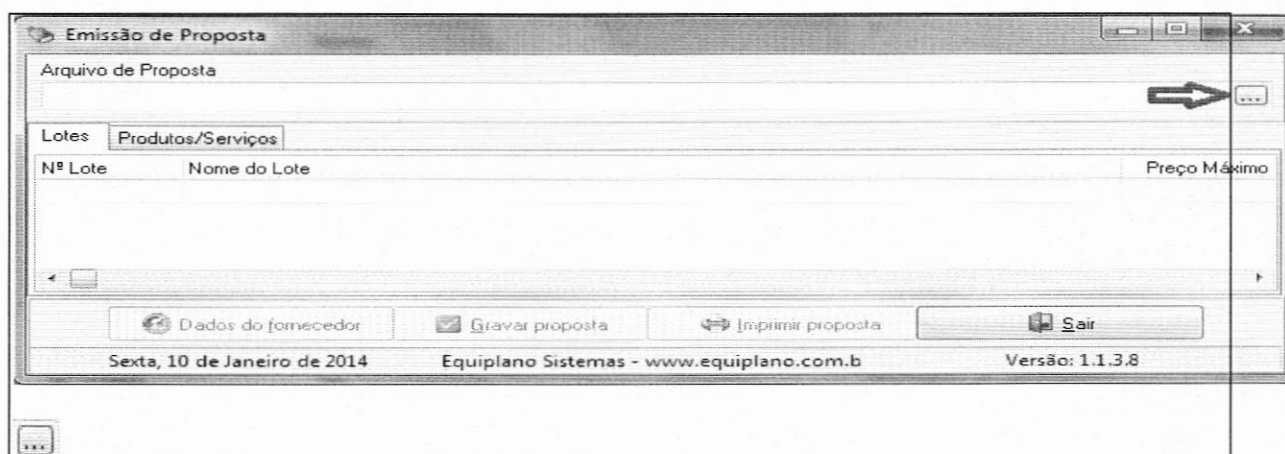 Emissão de Proposta
Arquivo de Proposta
...
Lotes Produtos/Serviços
Nº Lote Nome do Lote Preço Máximo
Dados do fornecedor Gravar proposta Imprimir proposta Sair
Sexta, 10 de Janeiro de 2014 Equiplano Sistemas - www.equiplano.com.b Versão: 1.1.3.8
...